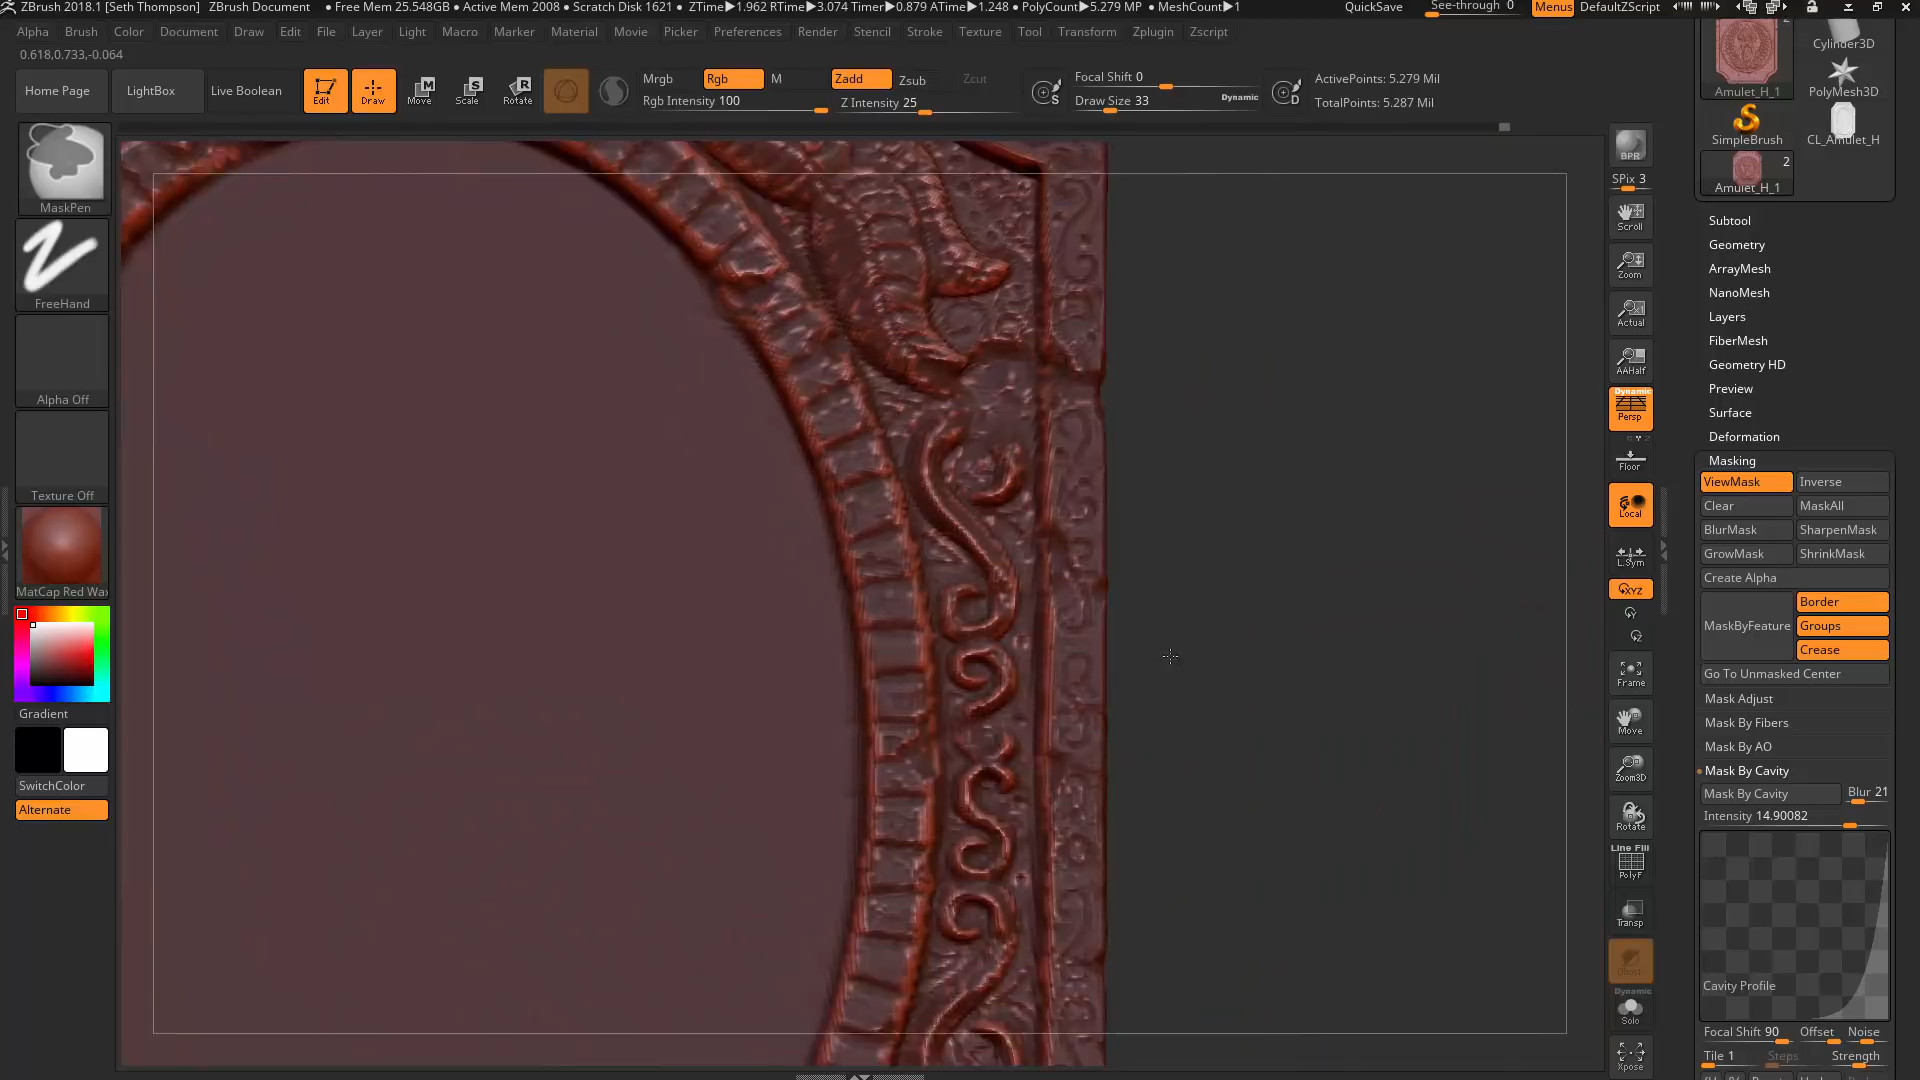 ZBrush 2018.1 [Seth Thompson] ZBrush Document • Free Mem 25.548GB • Active Mem 2008 • Scratch Disk 1621 • ZTime▶1.962 RTime▶3.074 Timer▶0.879 ATime▶1.248 • PolyCount▶5.279 MP • MeshCount▶1 QuickSave See-through 0 Menus DefaultZScript
Alpha Brush Color Document Draw Edit File Layer Light Macro Marker Material Movie Picker Preferences Render Stencil Stroke Texture Tool Transform Zplugin Zscript
0.618,0.733,-0.064
Home Page LightBox Live Boolean Edit Draw Move Scale Rotate
Mrgb Rgb M Zadd Zsub Zcut
Rgb Intensity 100 Z Intensity 25
Focal Shift 0
Draw Size 33 Dynamic
ActivePoints: 5.279 Mil
TotalPoints: 5.287 Mil
MaskPen
FreeHand
Alpha Off
Texture Off
MatCap Red Wax
Gradient
SwitchColor
Alternate
BPR
SPix 3
Scroll
Zoom
Actual
AAHalf
Dynamic
Persp
Floor
Local
L.Sym
XYZ
Y
Z
Frame
Move
Zoom3D
Rotate
Line Fill
PolyF
Transp
Ghost
Dynamic
Solo
Xpose
2
Cylinder3D
Amulet_H_1 PolyMesh3D
SimpleBrush CL_Amulet_H
2
Amulet_H_1
Subtool
Geometry
ArrayMesh
NanoMesh
Layers
FiberMesh
Geometry HD
Preview
Surface
Deformation
Masking
ViewMask Inverse
Clear MaskAll
BlurMask SharpenMask
GrowMask ShrinkMask
Create Alpha
MaskByFeature Border
Groups
Crease
Go To Unmasked Center
Mask Adjust
Mask By Fibers
Mask By AO
Mask By Cavity
Mask By Cavity Blur 21
Intensity 14.90082
Cavity Profile
Focal Shift 90 Offset Noise
Tile 1 Steps Strength